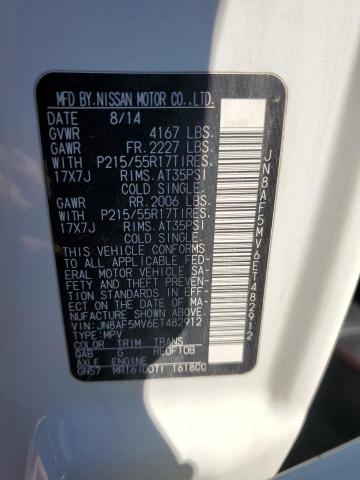 MFD BY. NISSAN MOTOR CO., LTD.
DATE 8/14
GVWR 4167 LBS.
GAWR FR. 2227 LBS.
WITH P215/55R17TIRES.
17X7J RIMS. AT35PSI
COLD SINGLE.
GAWR RR. 2006 LBS.
WITH P215/55R17TIRES.
17X7J RIMS. AT35PSI
COLD SINGLE.
THIS VEHICLE CONFORMS
TO ALL APPLICABLE FED-
ERAL MOTOR VEHICLE SA-
FETY AND THEFT PREVENTION
STANDARDS IN EFF-
ECT ON THE DATE OF MA-
NUFACTURE SHOWN ABOVE
VIN:JN8AF5MV6ET482912
TYPE:MPV
COLOR TRIM TRANS
QAB G RE0F10B
AXLE ENGINE
GN57 MR16(DDT) 1618CC
JN8AF5MV6ET482912